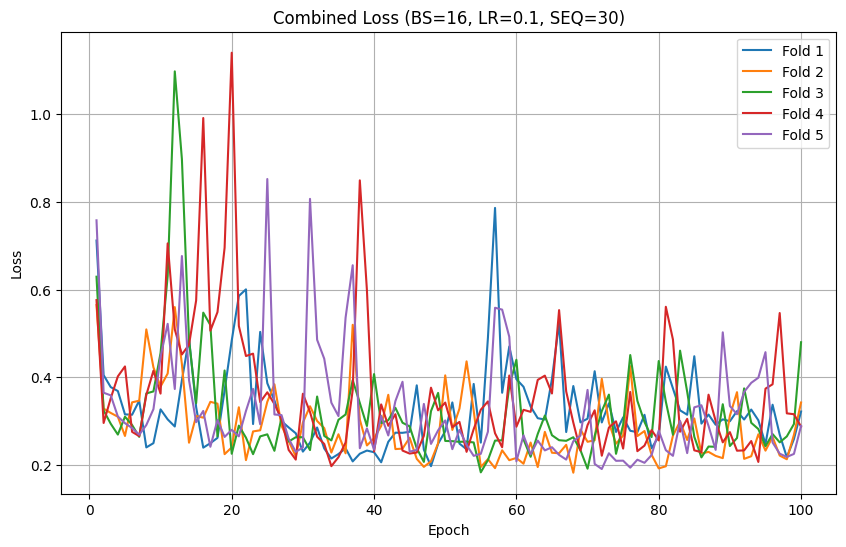 Combined Loss (BS=16, LR=0.1, SEQ=30)
Fold 1
Fold 2
Fold 3
Fold 4
Fold 5
Loss
1.0
0.8
0.6
0.4
0.2
0 20 40 60 80 100
Epoch